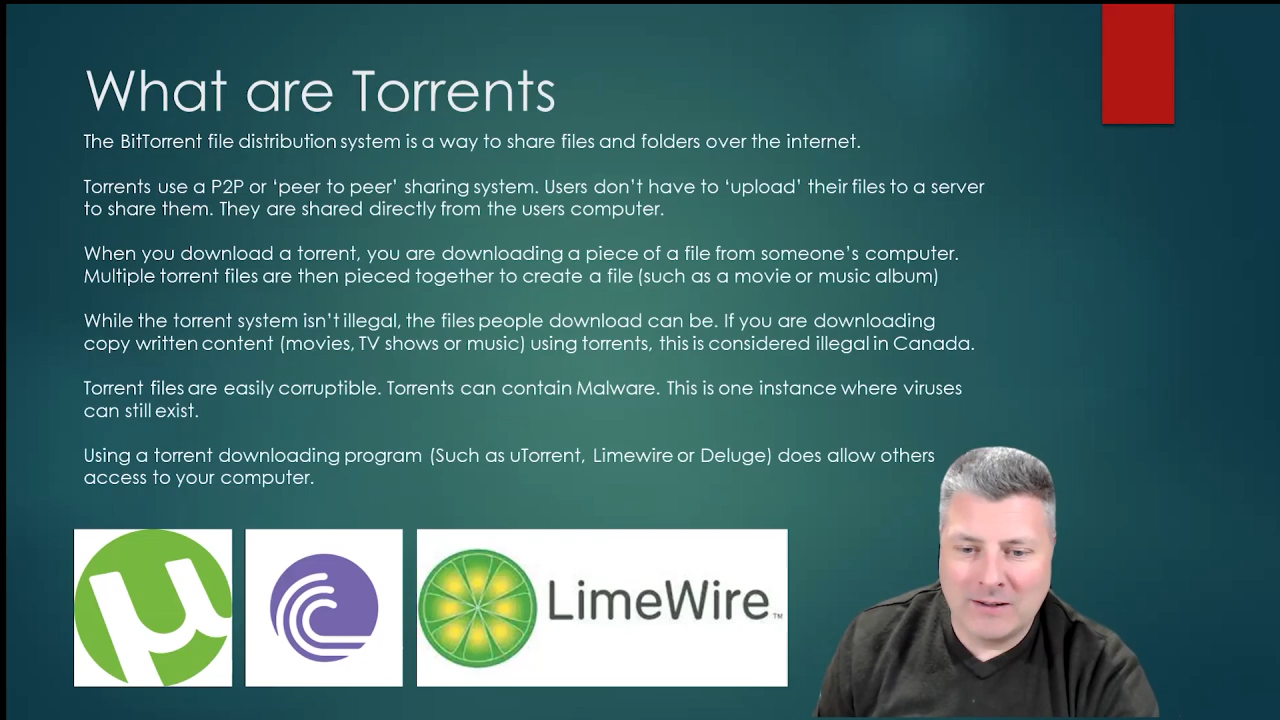 What are Torrents
The BitTorrent file distribution system is a way to share files and folders over the internet.
Torrents use a P2P or ‘peer to peer’ sharing system. Users don’t have to ‘upload’ their files to a server
to share them. They are shared directly from the users computer.
When you download a torrent, you are downloading a piece of a file from someone’s computer.
Multiple torrent files are then pieced together to create a file (such as a movie or music album)
While the torrent system isn’t illegal, the files people download can be. If you are downloading
copy written content (movies, TV shows or music) using torrents, this is considered illegal in Canada.
Torrent files are easily corruptible. Torrents can contain Malware. This is one instance where viruses
can still exist.
Using a torrent downloading program (Such as uTorrent, Limewire or Deluge) does allow others
access to your computer.
µ
LimeWire™